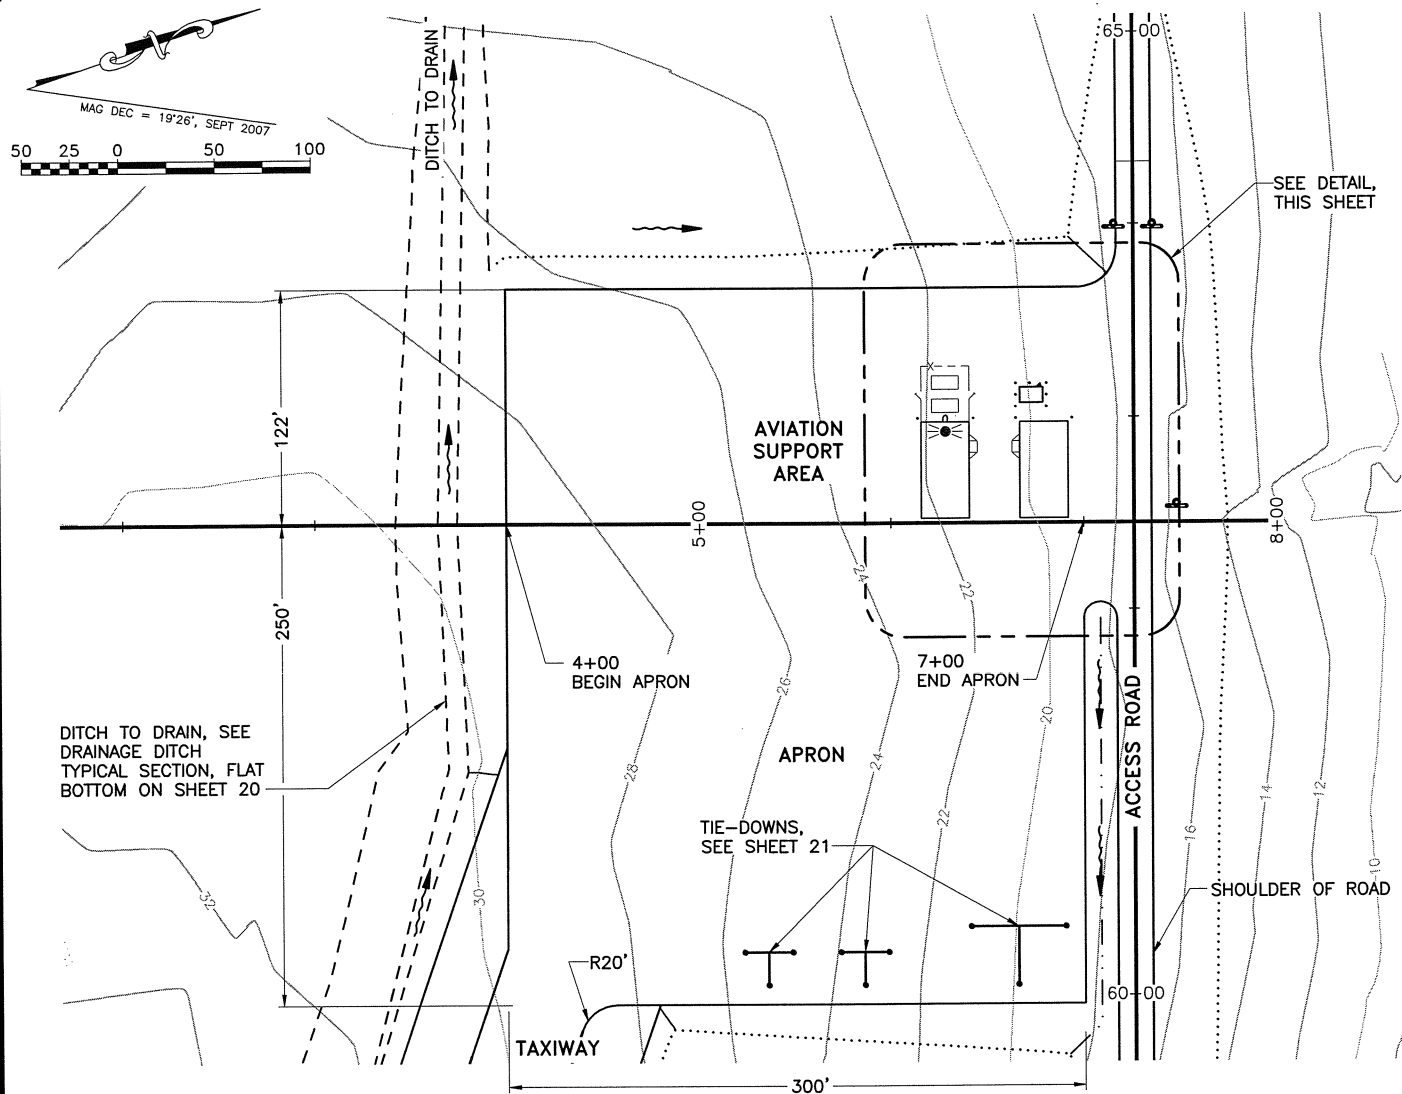 65+00
DITCH TO DRAIN
MAG DEC = 19°26', SEPT 2007
50 25 0 50 100
SEE DETAIL,
THIS SHEET
122'
AVIATION
SUPPORT
AREA
X
5+00
8+00
24
22
250'
4+00
BEGIN APRON
7+00
END APRON
26
20
ACCESS ROAD
DITCH TO DRAIN, SEE
DRAINAGE DITCH
TYPICAL SECTION, FLAT
BOTTOM ON SHEET 20
APRON
28
24
22
14
12
16
10
TIE-DOWNS,
SEE SHEET 21
32
30
SHOULDER OF ROAD
R20'
60+00
TAXIWAY
300'